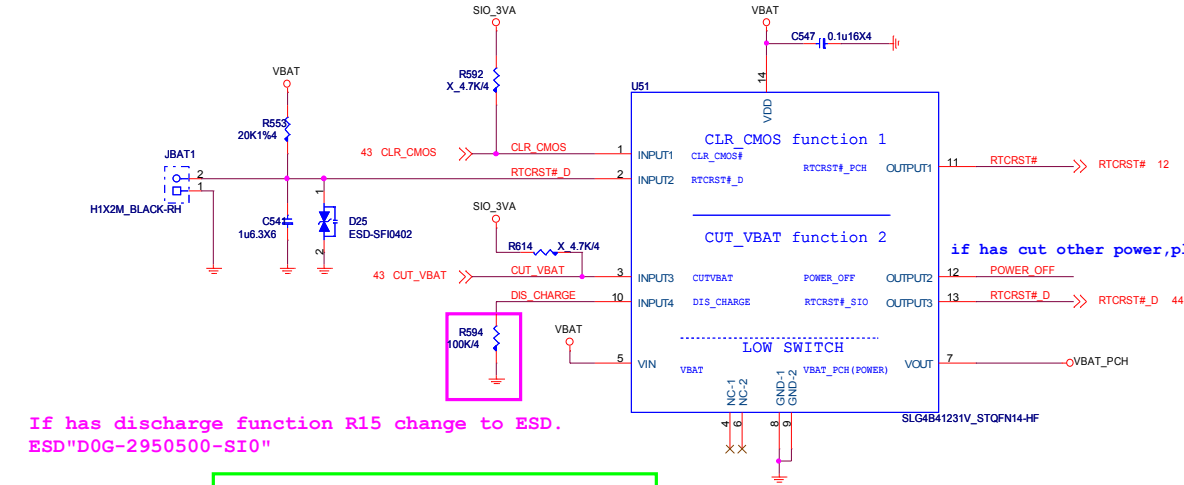 SIO_3VA
VBAT
C547 0.1u16X4
R592
X_4.7K/4
VBAT
14
U51
VDD
R553
20K1%4
CLR_CMOS function 1
JBAT1
43 CLR_CMOS
CLR_CMOS
1
INPUT1
CLR_CMOS#
RTCRST#_PCH
OUTPUT1
11
RTCRST#
RTCRST# 12
2
RTCRST#_D
2
INPUT2
RTCRST#_D
1
H1X2M_BLACK-RH
1
SIO_3VA
C541
1u6.3X6
D25
ESD-SFI0402
2
CUT_VBAT function 2
R614
X_4.7K/4
if has cut other power,pl
43 CUT_VBAT
CUT_VBAT
3
INPUT3
CUTVBAT
POWER_OFF
OUTPUT2
12
POWER_OFF
DIS_CHARGE
10
INPUT4
DIS_CHARGE
RTCRST#_SIO
OUTPUT3
13
RTCRST#_D
RTCRST#_D 44
R594
100K/4
VBAT
LOW SWITCH
5
VIN
VBAT
VBAT_PCH(POWER)
VOUT
7
VBAT_PCH
NC-1
NC-2
GND-1
GND-2
SLG4B41231V_STQFN14-HF
4
6
8
9
If has discharge function R15 change to ESD.
ESD"D0G-2950500-SI0"